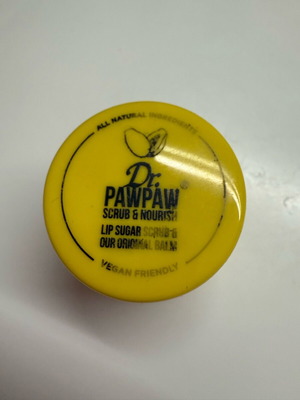 ALL NATURAL INGREDIENTS
Dr.
PAWPAW®
SCRUB & NOURISH
LIP SUGAR SCRUB &
OUR ORIGINAL BALM
VEGAN FRIENDLY